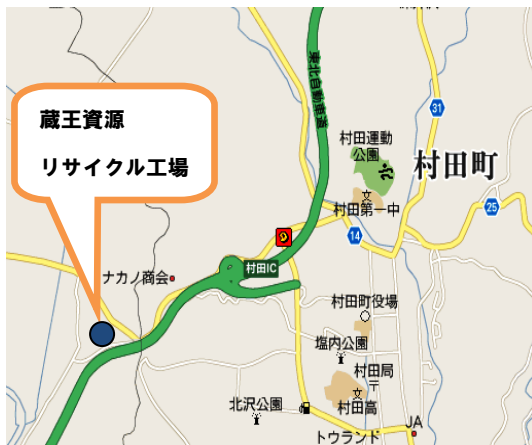 蔵王資源
リサイクル工場
東北自動車道
31
村田運動
公園
村田町
村田第一中
25
14
村田IC
ナカノ商会
村田町役場
塩内公園
村田局
北沢公園
村田高
JA
トウランド